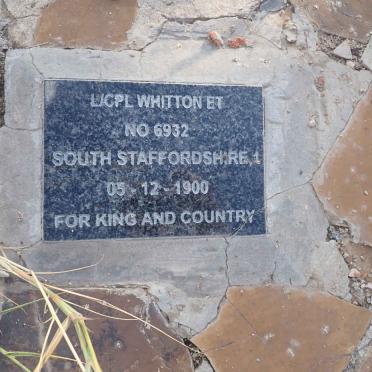 L/CPL WHITTON ET
NO 6932
SOUTH STAFFORDSHIRE 1
05 - 12 - 1900
FOR KING AND COUNTRY